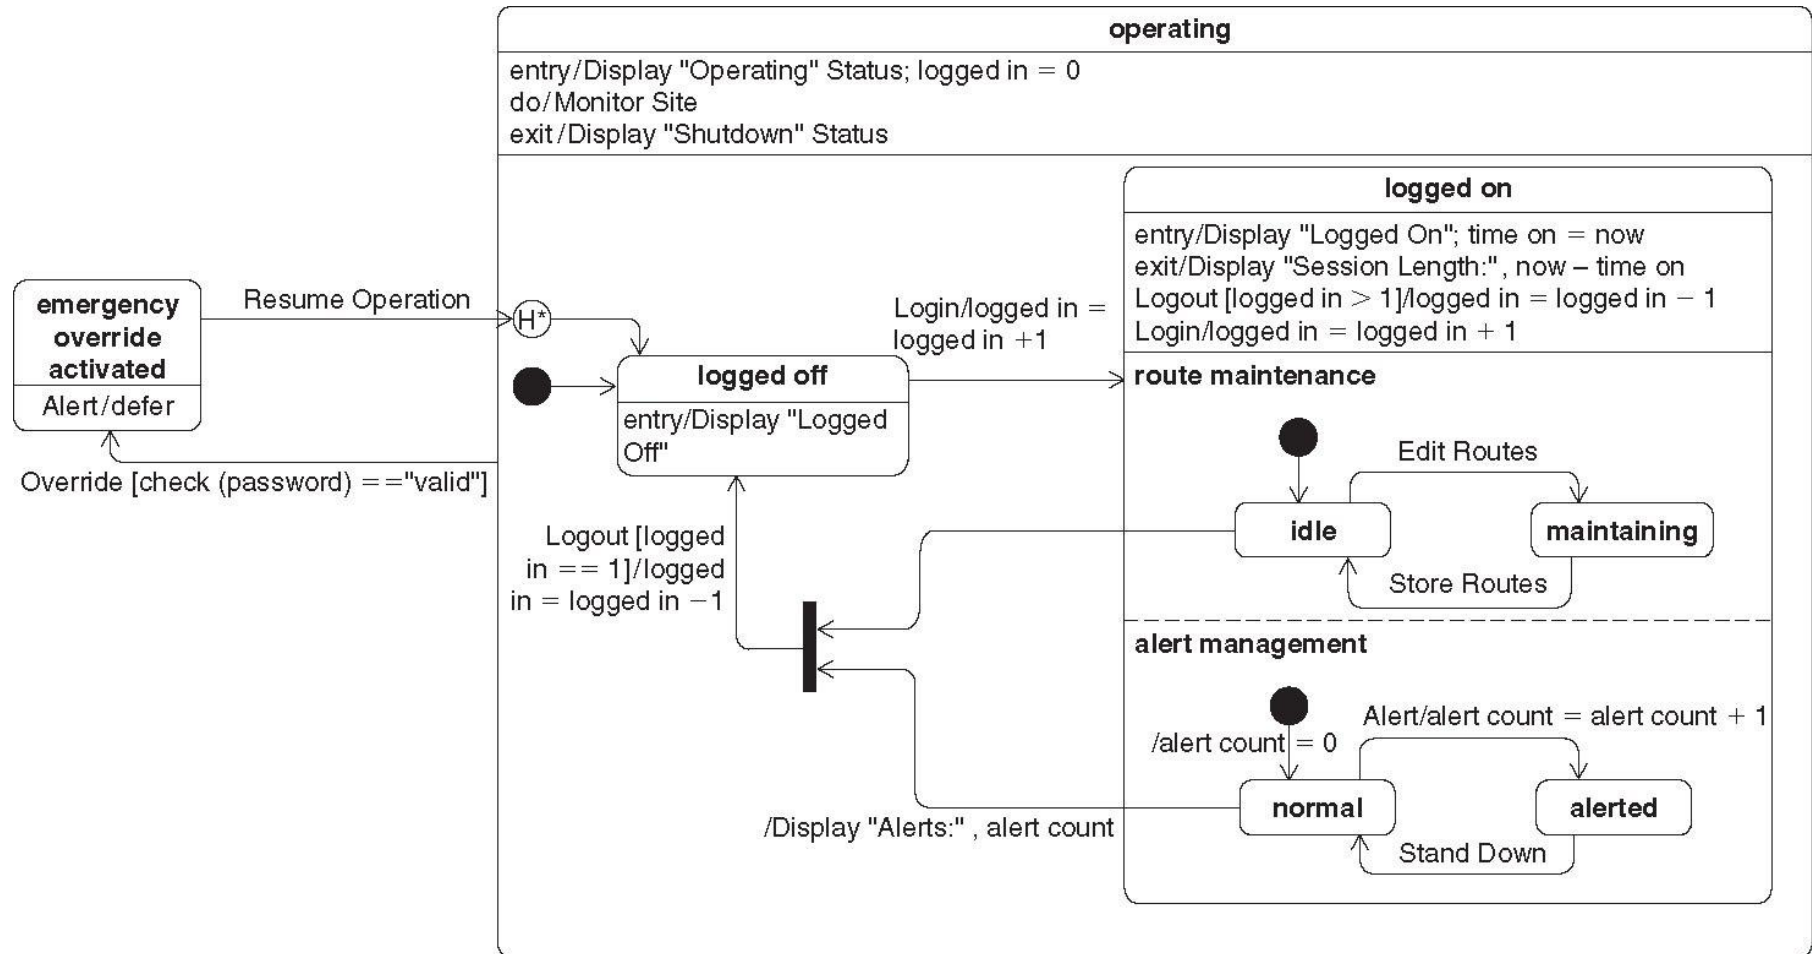 operating
entry/Display "Operating" Status; logged in = 0
do/Monitor Site
exit/Display "Shutdown" Status
logged on
entry/Display "Logged On"; time on = now
exit/Display "Session Length:", now – time on
Logout [logged in > 1]/logged in = logged in − 1
Login/logged in = logged in + 1
emergency
override
activated
Alert/defer
Resume Operation
H*
Login/logged in =
logged in +1
logged off
entry/Display "Logged
Off"
route maintenance
Override [check (password) =="valid"]
Edit Routes
idle
maintaining
Store Routes
Logout [logged
in == 1]/logged
in = logged in −1
alert management
Alert/alert count = alert count + 1
/alert count = 0
normal
alerted
/Display "Alerts:" , alert count
Stand Down